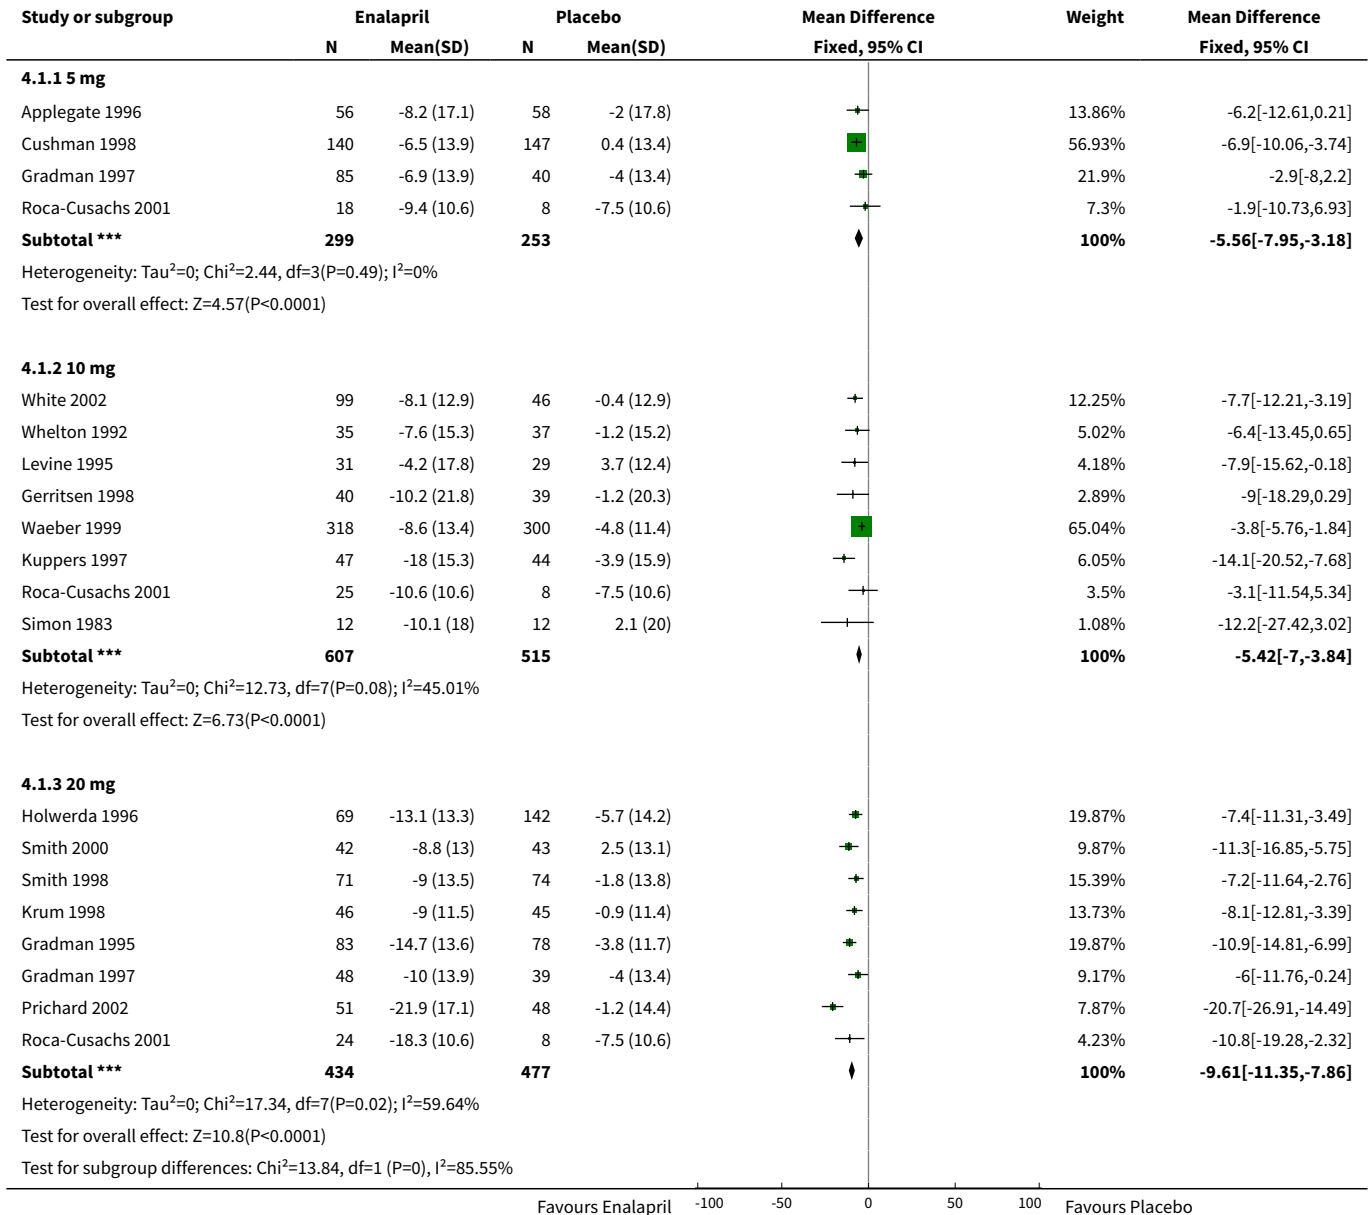 Study or subgroup Enalapril Placebo Mean Difference Weight Mean Difference
N Mean(SD) N Mean(SD) Fixed, 95% CI Fixed, 95% CI
4.1.1 5 mg
Applegate 1996 56 -8.2 (17.1) 58 -2 (17.8) 13.86% -6.2[-12.61,0.21]
Cushman 1998 140 -6.5 (13.9) 147 0.4 (13.4) 56.93% -6.9[-10.06,-3.74]
Gradman 1997 85 -6.9 (13.9) 40 -4 (13.4) 21.9% -2.9[-8,2.2]
Roca-Cusachs 2001 18 -9.4 (10.6) 8 -7.5 (10.6) 7.3% -1.9[-10.73,6.93]
Subtotal *** 299 253 100% -5.56[-7.95,-3.18]
Heterogeneity: Tau²=0; Chi²=2.44, df=3(P=0.49); I²=0%
Test for overall effect: Z=4.57(P<0.0001)
4.1.2 10 mg
White 2002 99 -8.1 (12.9) 46 -0.4 (12.9) 12.25% -7.7[-12.21,-3.19]
Whelton 1992 35 -7.6 (15.3) 37 -1.2 (15.2) 5.02% -6.4[-13.45,0.65]
Levine 1995 31 -4.2 (17.8) 29 3.7 (12.4) 4.18% -7.9[-15.62,-0.18]
Gerritsen 1998 40 -10.2 (21.8) 39 -1.2 (20.3) 2.89% -9[-18.29,0.29]
Waeber 1999 318 -8.6 (13.4) 300 -4.8 (11.4) 65.04% -3.8[-5.76,-1.84]
Kuppers 1997 47 -18 (15.3) 44 -3.9 (15.9) 6.05% -14.1[-20.52,-7.68]
Roca-Cusachs 2001 25 -10.6 (10.6) 8 -7.5 (10.6) 3.5% -3.1[-11.54,5.34]
Simon 1983 12 -10.1 (18) 12 2.1 (20) 1.08% -12.2[-27.42,3.02]
Subtotal *** 607 515 100% -5.42[-7,-3.84]
Heterogeneity: Tau²=0; Chi²=12.73, df=7(P=0.08); I²=45.01%
Test for overall effect: Z=6.73(P<0.0001)
4.1.3 20 mg
Holwerda 1996 69 -13.1 (13.3) 142 -5.7 (14.2) 19.87% -7.4[-11.31,-3.49]
Smith 2000 42 -8.8 (13) 43 2.5 (13.1) 9.87% -11.3[-16.85,-5.75]
Smith 1998 71 -9 (13.5) 74 -1.8 (13.8) 15.39% -7.2[-11.64,-2.76]
Krum 1998 46 -9 (11.5) 45 -0.9 (11.4) 13.73% -8.1[-12.81,-3.39]
Gradman 1995 83 -14.7 (13.6) 78 -3.8 (11.7) 19.87% -10.9[-14.81,-6.99]
Gradman 1997 48 -10 (13.9) 39 -4 (13.4) 9.17% -6[-11.76,-0.24]
Prichard 2002 51 -21.9 (17.1) 48 -1.2 (14.4) 7.87% -20.7[-26.91,-14.49]
Roca-Cusachs 2001 24 -18.3 (10.6) 8 -7.5 (10.6) 4.23% -10.8[-19.28,-2.32]
Subtotal *** 434 477 100% -9.61[-11.35,-7.86]
Heterogeneity: Tau²=0; Chi²=17.34, df=7(P=0.02); I²=59.64%
Test for overall effect: Z=10.8(P<0.0001)
Test for subgroup differences: Chi²=13.84, df=1 (P=0), I²=85.55%
Favours Enalapril -100 -50 0 50 100 Favours Placebo